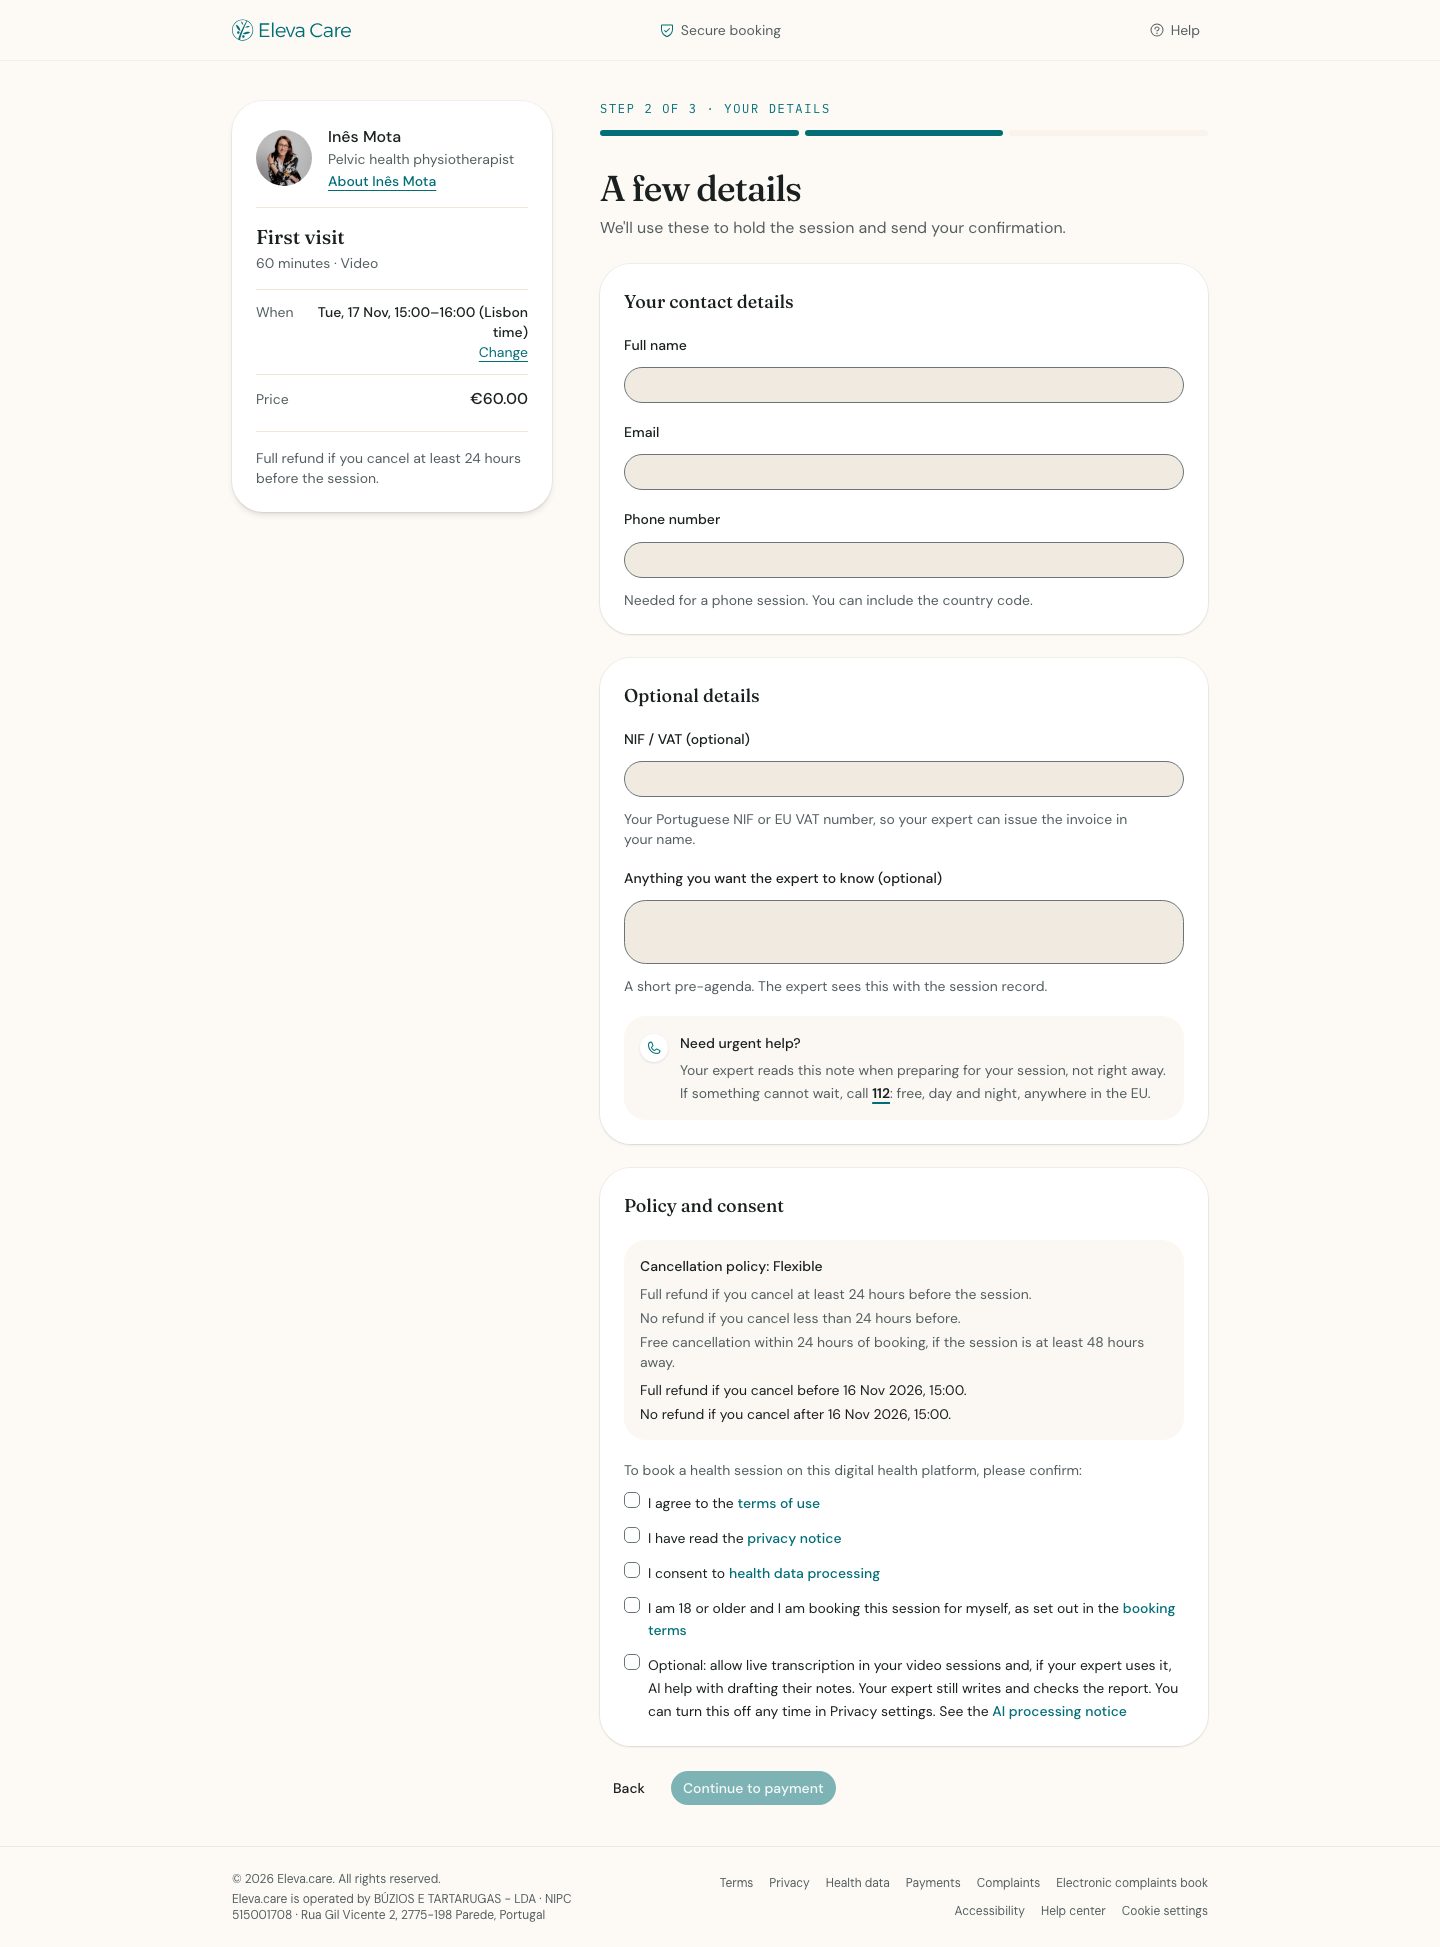 Eleva Care
Secure booking
Help
Inês Mota
Pelvic health physiotherapist
About Inês Mota
First visit
60 minutes · Video
When
Tue, 17 Nov, 15:00–16:00 (Lisbon
time)
Change
Price
€60.00
Full refund if you cancel at least 24 hours
before the session.
STEP 2 OF 3 · YOUR DETAILS
A few details
We'll use these to hold the session and send your confirmation.
Your contact details
Full name
Email
Phone number
Needed for a phone session. You can include the country code.
Optional details
NIF / VAT (optional)
Your Portuguese NIF or EU VAT number, so your expert can issue the invoice in
your name.
Anything you want the expert to know (optional)
A short pre-agenda. The expert sees this with the session record.
Need urgent help?
Your expert reads this note when preparing for your session, not right away.
If something cannot wait, call 112: free, day and night, anywhere in the EU.
Policy and consent
Cancellation policy: Flexible
Full refund if you cancel at least 24 hours before the session.
No refund if you cancel less than 24 hours before.
Free cancellation within 24 hours of booking, if the session is at least 48 hours
away.
Full refund if you cancel before 16 Nov 2026, 15:00.
No refund if you cancel after 16 Nov 2026, 15:00.
To book a health session on this digital health platform, please confirm:
I agree to the terms of use
I have read the privacy notice
I consent to health data processing
I am 18 or older and I am booking this session for myself, as set out in the booking
terms
Optional: allow live transcription in your video sessions and, if your expert uses it,
AI help with drafting their notes. Your expert still writes and checks the report. You
can turn this off any time in Privacy settings. See the AI processing notice
Back
Continue to payment
© 2026 Eleva.care. All rights reserved.
Eleva.care is operated by BÚZIOS E TARTARUGAS - LDA · NIPC
515001708 · Rua Gil Vicente 2, 2775-198 Parede, Portugal
Terms Privacy Health data Payments Complaints Electronic complaints book
Accessibility Help center Cookie settings